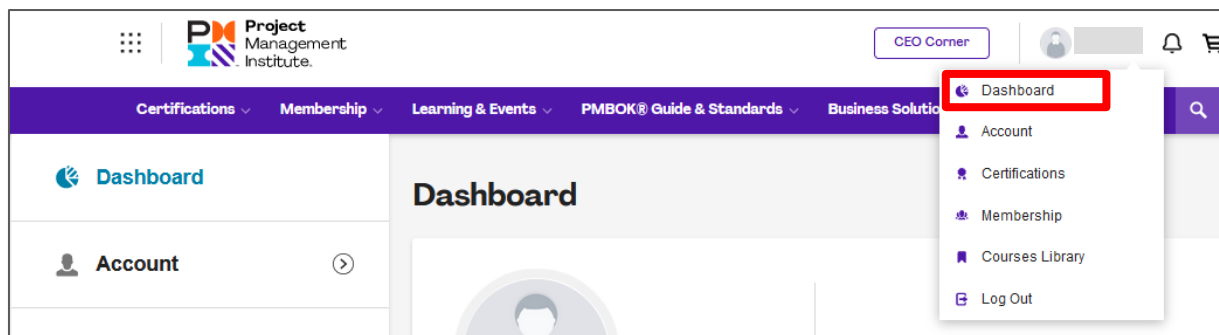 Project
Management
Institute.
CEO Corner
Certifications
Membership
Learning & Events
PMBOK® Guide & Standards
Business Solutio
Dashboard
Account
Certifications
Membership
Courses Library
Log Out
Dashboard
Account
Dashboard